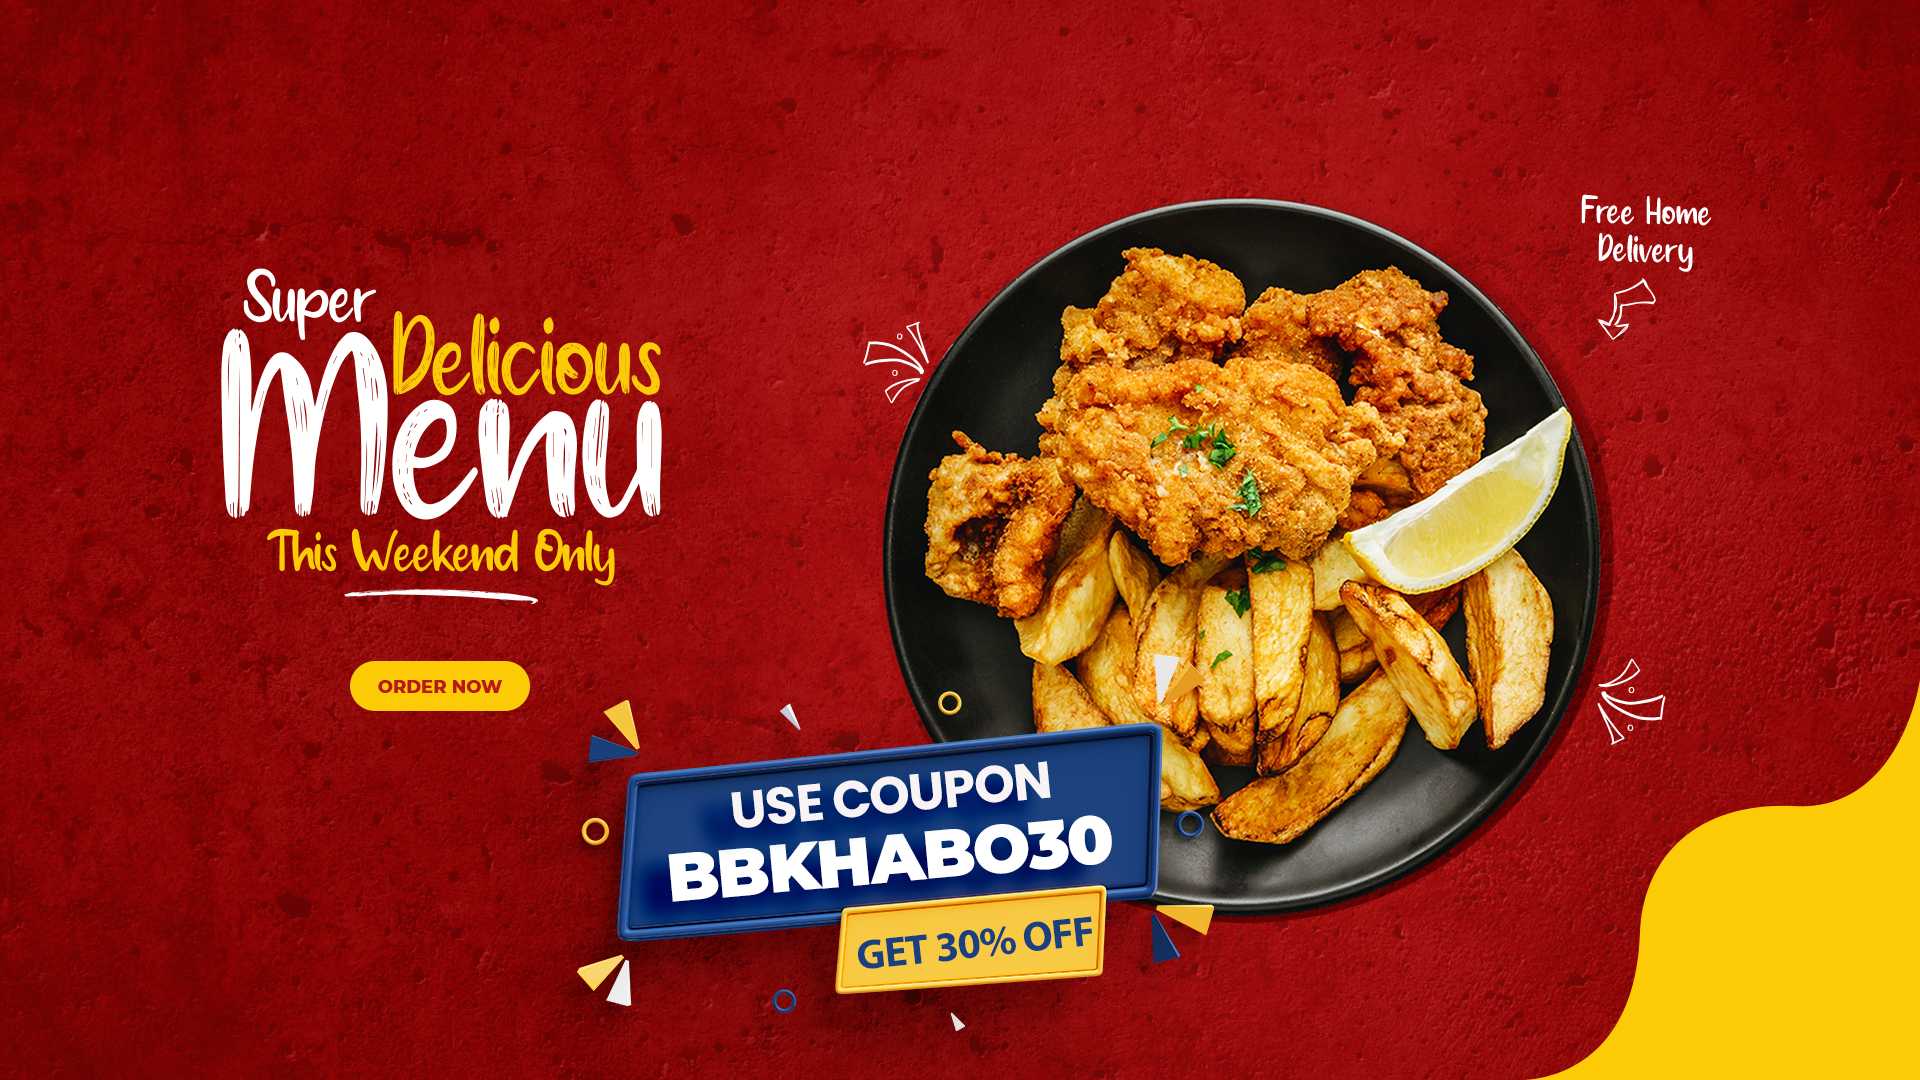 Super
Delicious
Menu
This Weekend Only
ORDER NOW
Free Home
Delivery
USE COUPON
BBKHABO30
GET 30% OFF